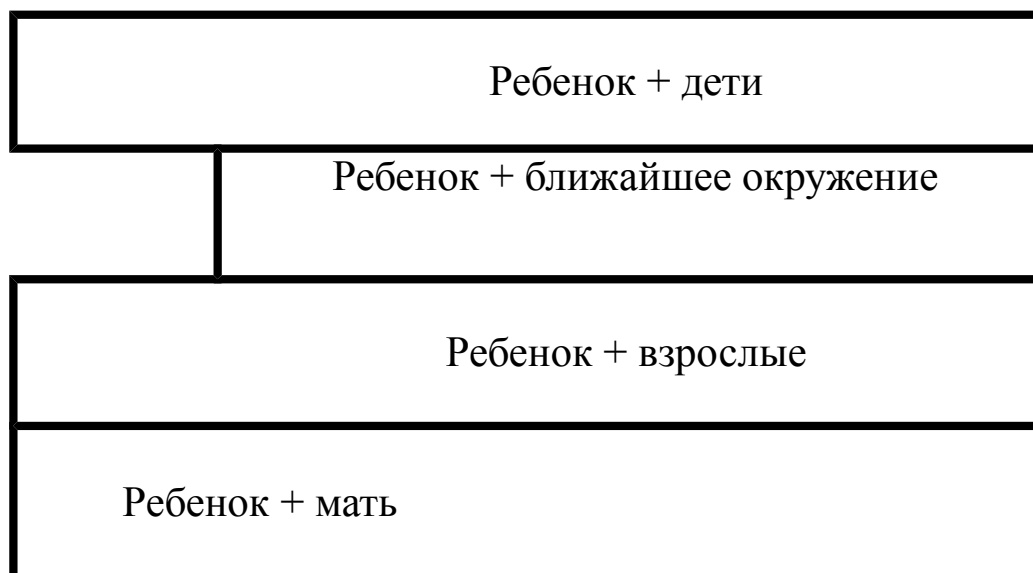 Ребенок + дети
Ребенок + ближайшее окружение
Ребенок + взрослые
Ребенок + мать